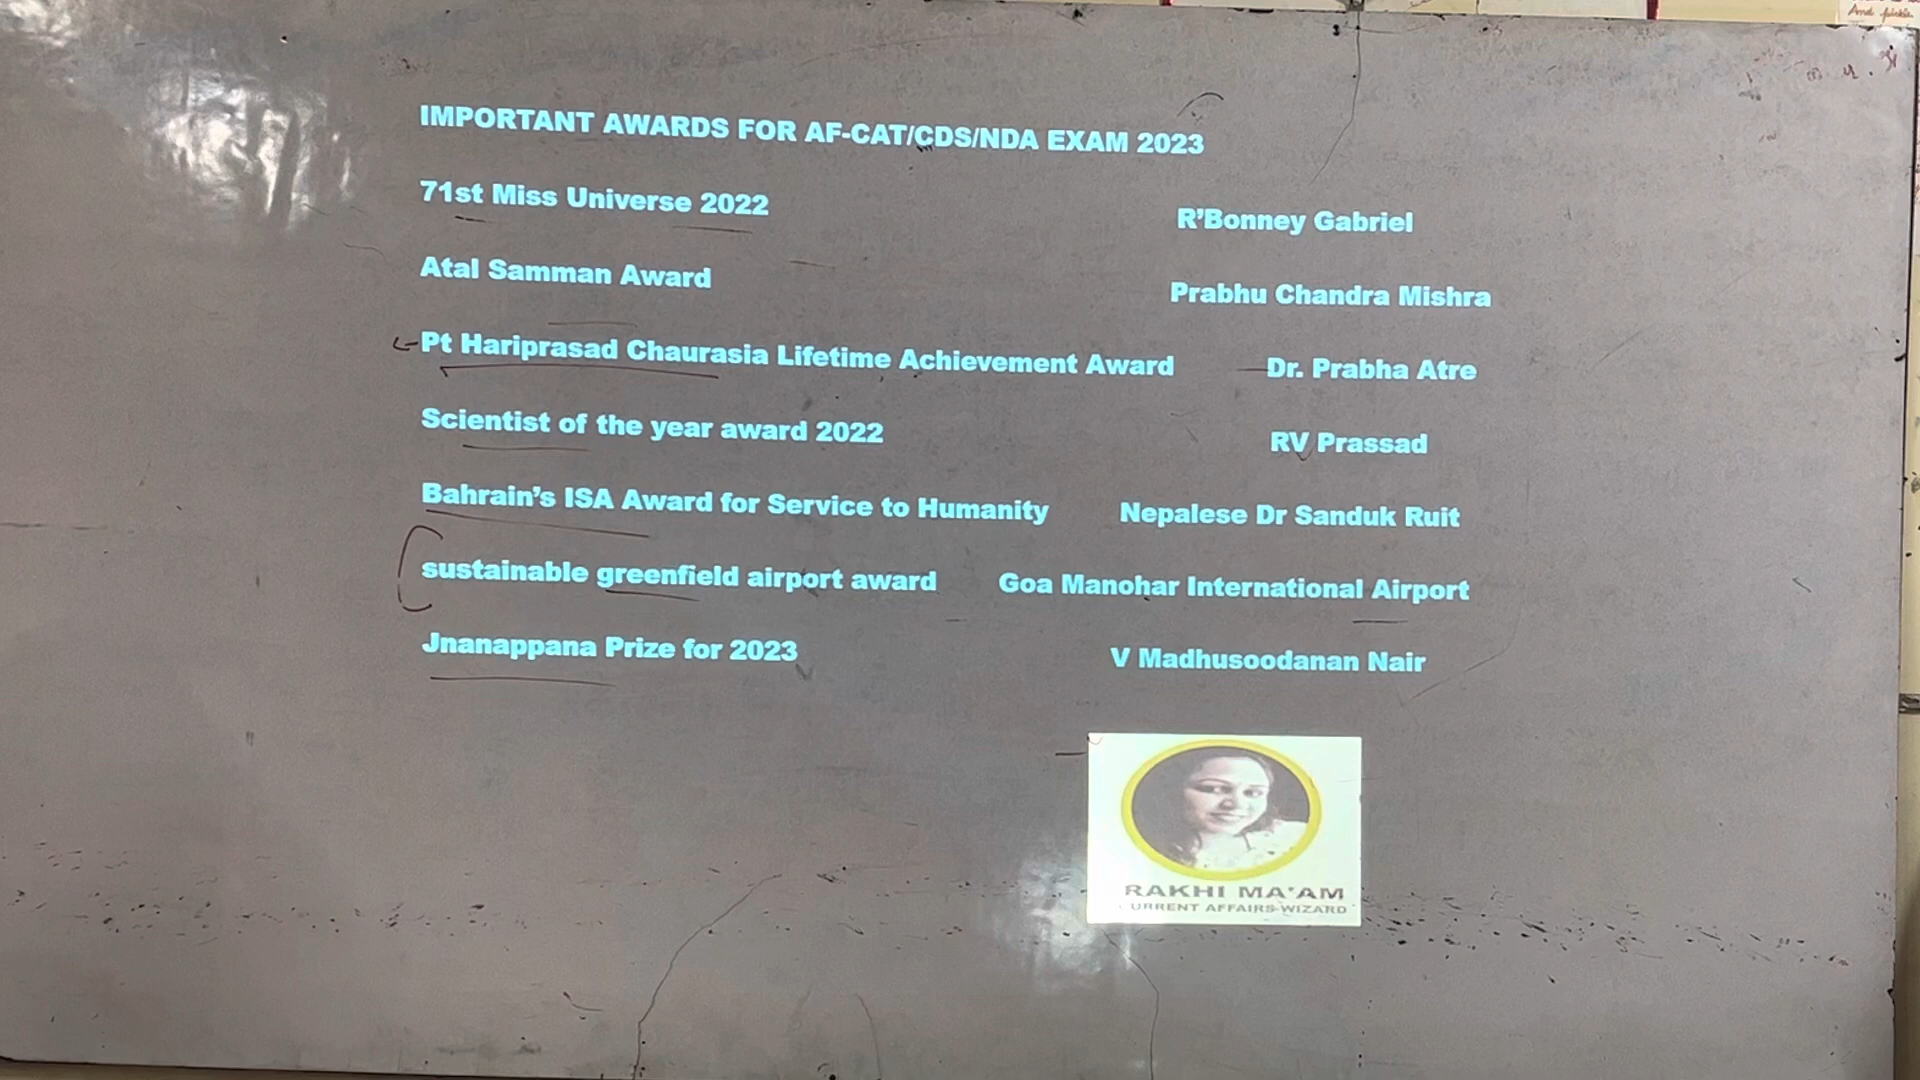 IMPORTANT AWARDS FOR AF-CAT/CDS/NDA EXAM 2023
71st Miss Universe 2022 R'Bonney Gabriel
Atal Samman Award Prabhu Chandra Mishra
Pt Hariprasad Chaurasia Lifetime Achievement Award Dr. Prabha Atre
Scientist of the year award 2022 RV Prassad
Bahrain's ISA Award for Service to Humanity Nepalese Dr Sanduk Ruit
sustainable greenfield airport award Goa Manohar International Airport
Jnanappana Prize for 2023 V Madhusoodanan Nair
RAKHI MA'AM
URRENT AFFAIRS WIZARD